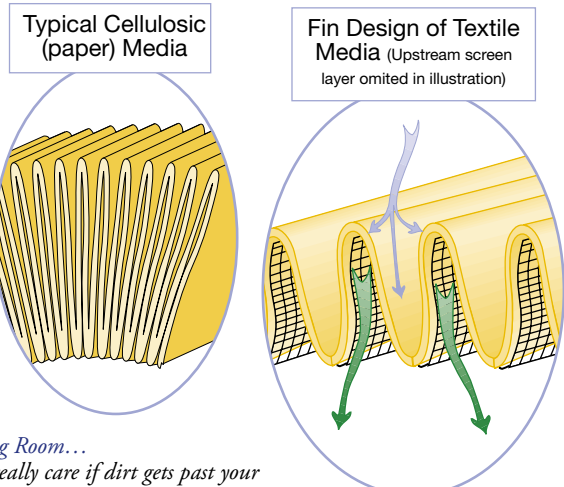 Typical Cellulosic
(paper) Media
Fin Design of Textile
Media (Upstream screen
layer omited in illustration)
Room…
care if dirt gets past your